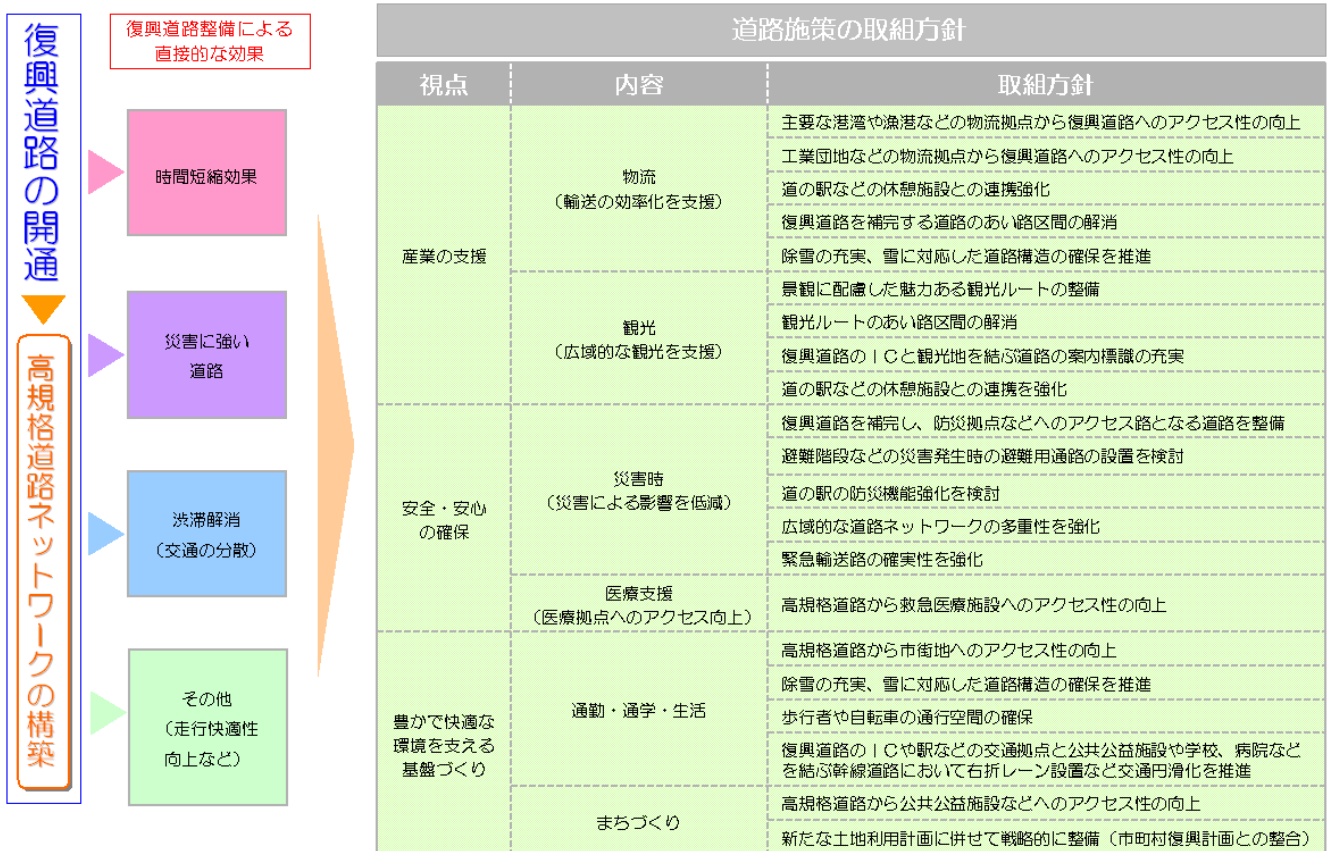 復興道路の開通
高規格道路ネットワークの構築
復興道路整備による
直接的な効果
時間短縮効果
災害に強い
道路
渋滞解消
（交通の分散）
その他
（走行快適性
向上など）
道路施策の取組方針
視点
内容
取組方針
産業の支援
物流
（輸送の効率化を支援）
主要な港湾や漁港などの物流拠点から復興道路へのアクセス性の向上
工業団地などの物流拠点から復興道路へのアクセス性の向上
道の駅などの休憩施設との連携強化
復興道路を補完する道路のあい路区間の解消
除雪の充実、雪に対応した道路構造の確保を推進
観光
（広域的な観光を支援）
景観に配慮した魅力ある観光ルートの整備
観光ルートのあい路区間の解消
復興道路のＩＣと観光地を結ぶ道路の案内標識の充実
道の駅などの休憩施設との連携を強化
安全・安心
の確保
災害時
（災害による影響を低減）
復興道路を補完し、防災拠点などへのアクセス路となる道路を整備
避難階段などの災害発生時の避難用通路の設置を検討
道の駅の防災機能強化を検討
広域的な道路ネットワークの多重性を強化
緊急輸送路の確実性を強化
医療支援
（医療拠点へのアクセス向上）
高規格道路から救急医療施設へのアクセス性の向上
豊かで快適な
環境を支える
基盤づくり
通勤・通学・生活
高規格道路から市街地へのアクセス性の向上
除雪の充実、雪に対応した道路構造の確保を推進
歩行者や自転車の通行空間の確保
復興道路のＩＣや駅などの交通拠点と公共公益施設や学校、病院など
を結ぶ幹線道路において右折レーン設置など交通円滑化を推進
まちづくり
高規格道路から公共公益施設などへのアクセス性の向上
新たな土地利用計画に併せて戦略的に整備（市町村復興計画との整合）